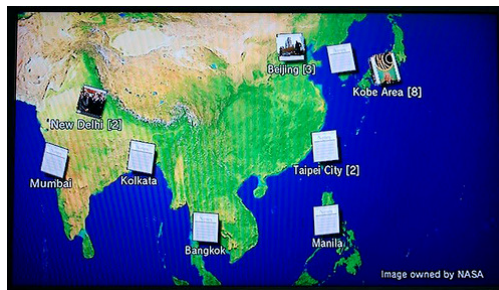 Beijing [3]
Kobe Area [8]
New Delhi [2]
Mumbai
Kolkata
Taipei City [2]
Bangkok
Manila
Image owned by NASA